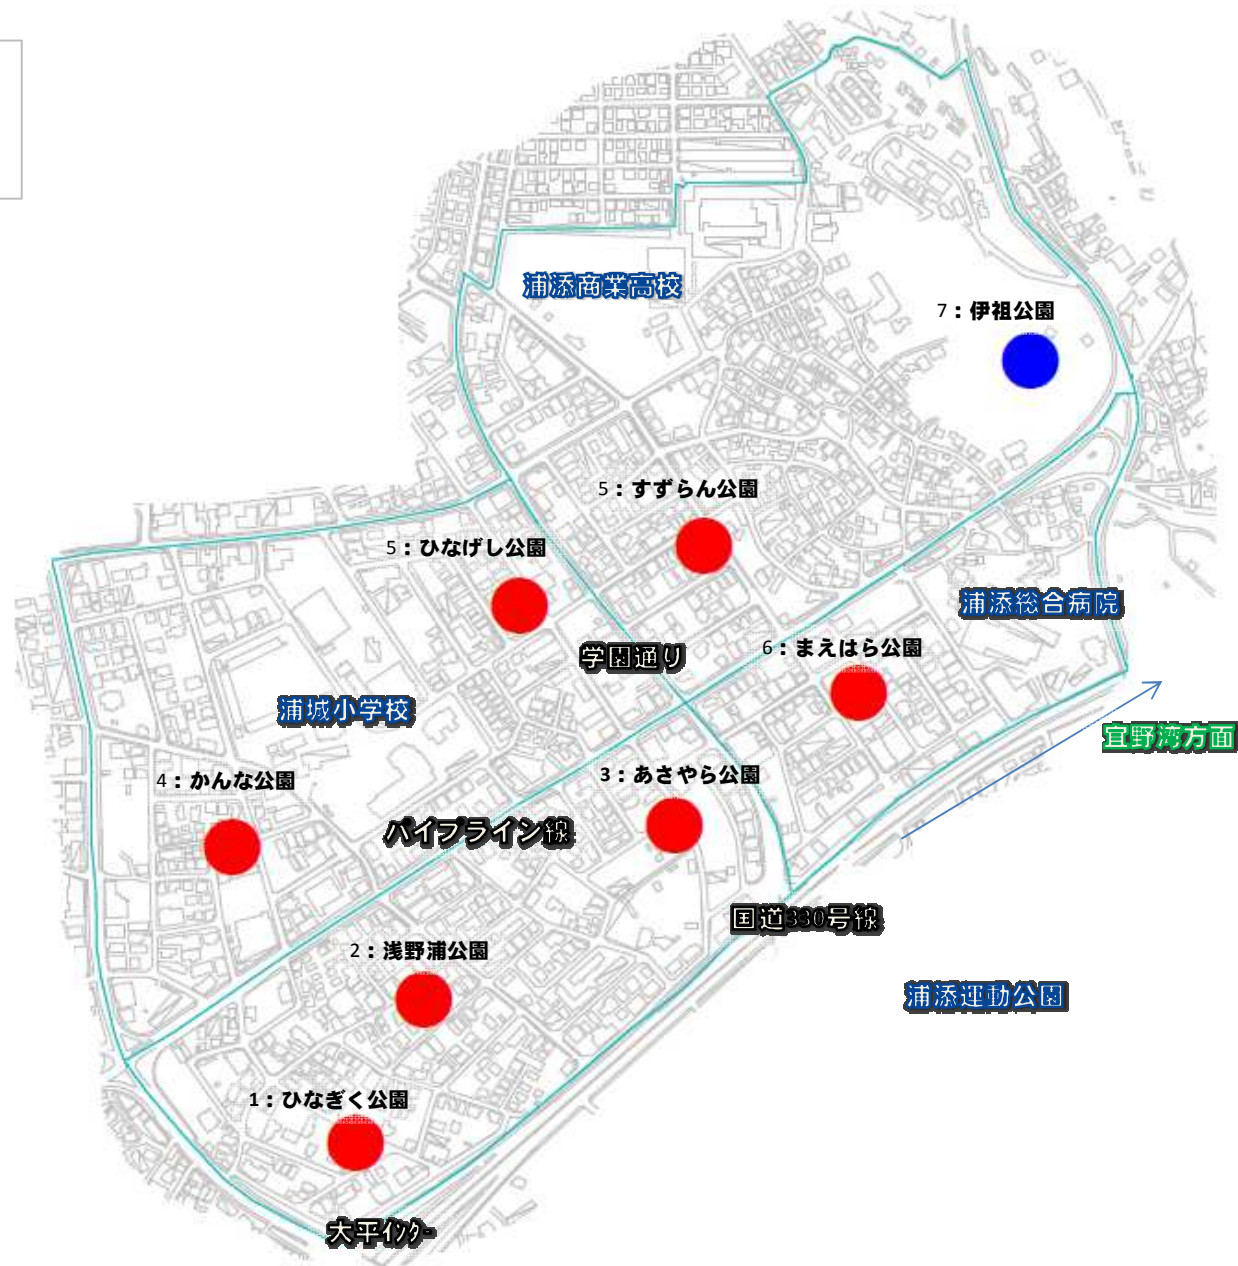 浦添商業高校
7：伊祖公園
5：すずらん公園
5：ひなげし公園
浦添総合病院
学園通り
6：まえはら公園
浦城小学校
宜野湾方面
4：かんな公園
3：あさやら公園
パイプライン線
国道330号線
2：浅野浦公園
浦添運動公園
1：ひなぎく公園
大平ｲﾝﾀｰ